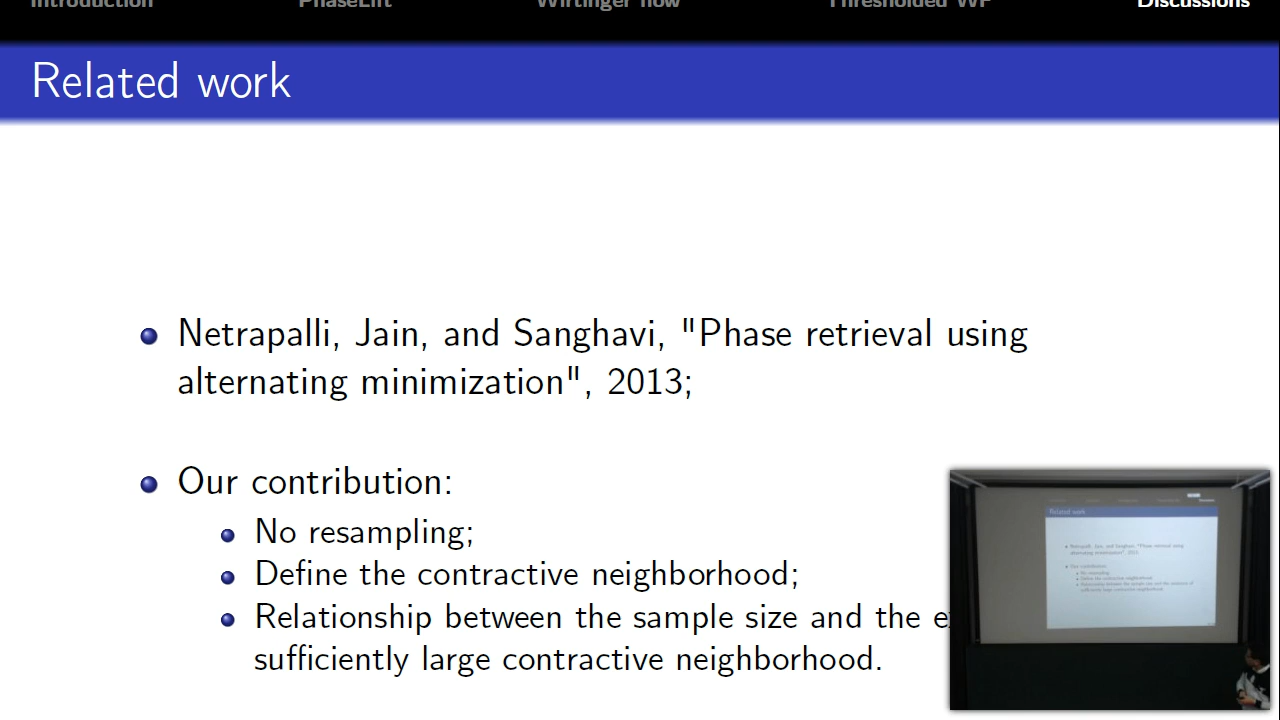 Introduction PhaseLift Wirtinger flow Thresholded WF Discussions
Related work
Netrapalli, Jain, and Sanghavi, "Phase retrieval using
alternating minimization", 2013;
Our contribution:
No resampling;
Define the contractive neighborhood;
Relationship between the sample size and the
sufficiently large contractive neighborhood.
Related work